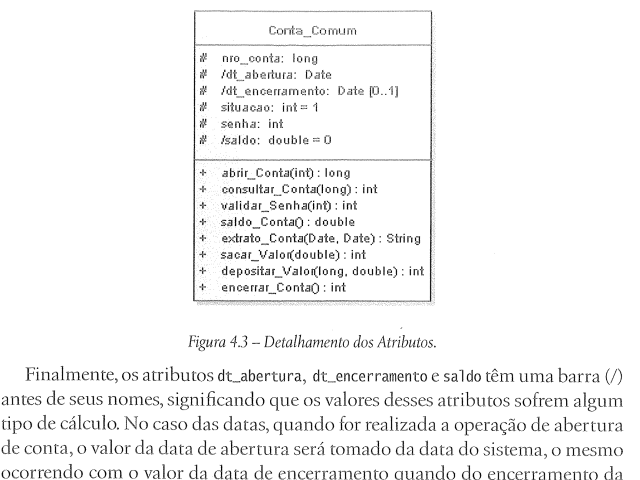 Conta_Comum
# nro_conta: long
# /dt_abertura: Date
# /dt_encerramento: Date [0..1]
# situacao: int = 1
# senha: int
# /saldo: double = 0
+ abrir_Conta(int) : long
+ consultar_Conta(long) : int
+ validar_Senha(int) : int
+ saldo_Conta() : double
+ extrato_Conta(Date, Date) : String
+ sacar_Valor(double) : int
+ depositar_Valor(long, double) : int
+ encerrar_Conta() : int
Figura 4.3 – Detalhamento dos Atributos.
Finalmente, os atributos dt_abertura, dt_encerramento e saldo têm uma barra (/)
antes de seus nomes, significando que os valores desses atributos sofrem algum
tipo de cálculo. No caso das datas, quando for realizada a operação de abertura
de conta, o valor da data de abertura será tomado da data do sistema, o mesmo
ocorrendo com o valor da data de encerramento quando do encerramento da